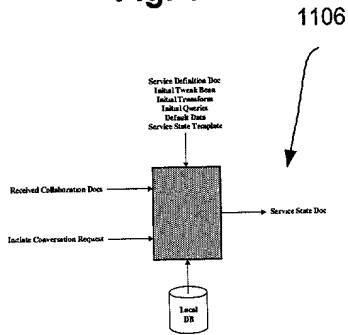 1106
Service Definition Doc
Initial Tweak Bean
Initial Transform
Initial Queries
Default Data
Service State Template
Received Collaboration Docs
Service State Doc
Initiate Conversation Request
Local
DB